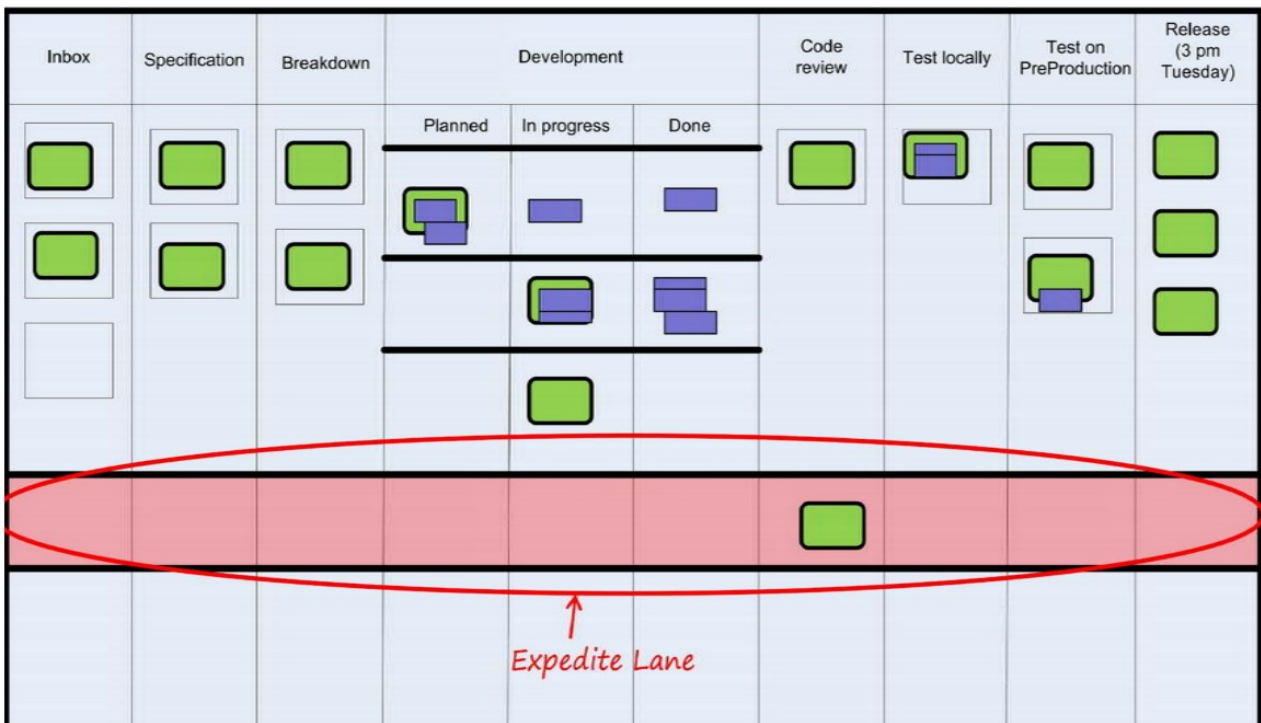 Inbox
Specification
Breakdown
Development
Code
review
Test locally
Test on
PreProduction
Release
(3 pm
Tuesday)
Planned
In progress
Done
Expedite Lane